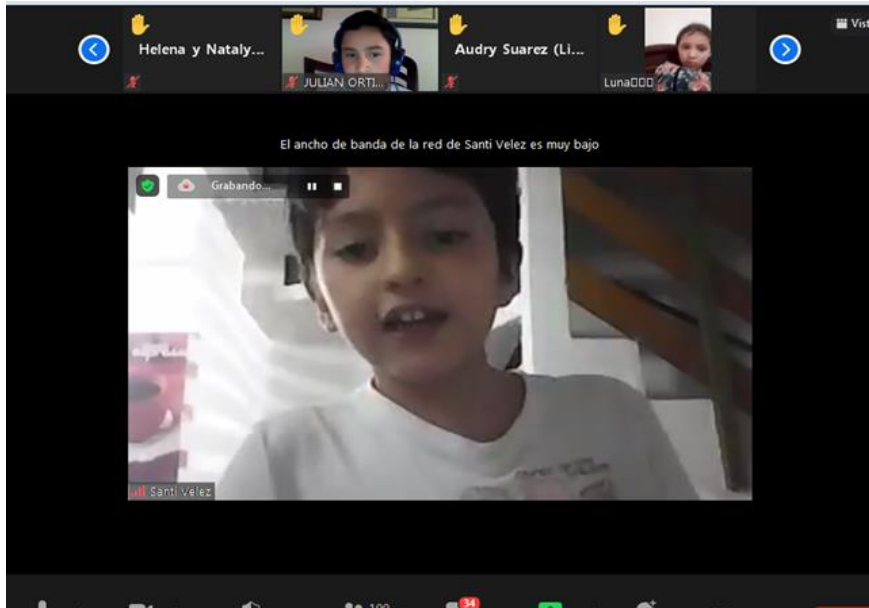 Vist
Helena y Nataly...
JULIAN ORTI...
Audry Suarez (Li...
Luna
El ancho de banda de la red de Santi Velez es muy bajo
Grabando...
Santi Velez
100
34